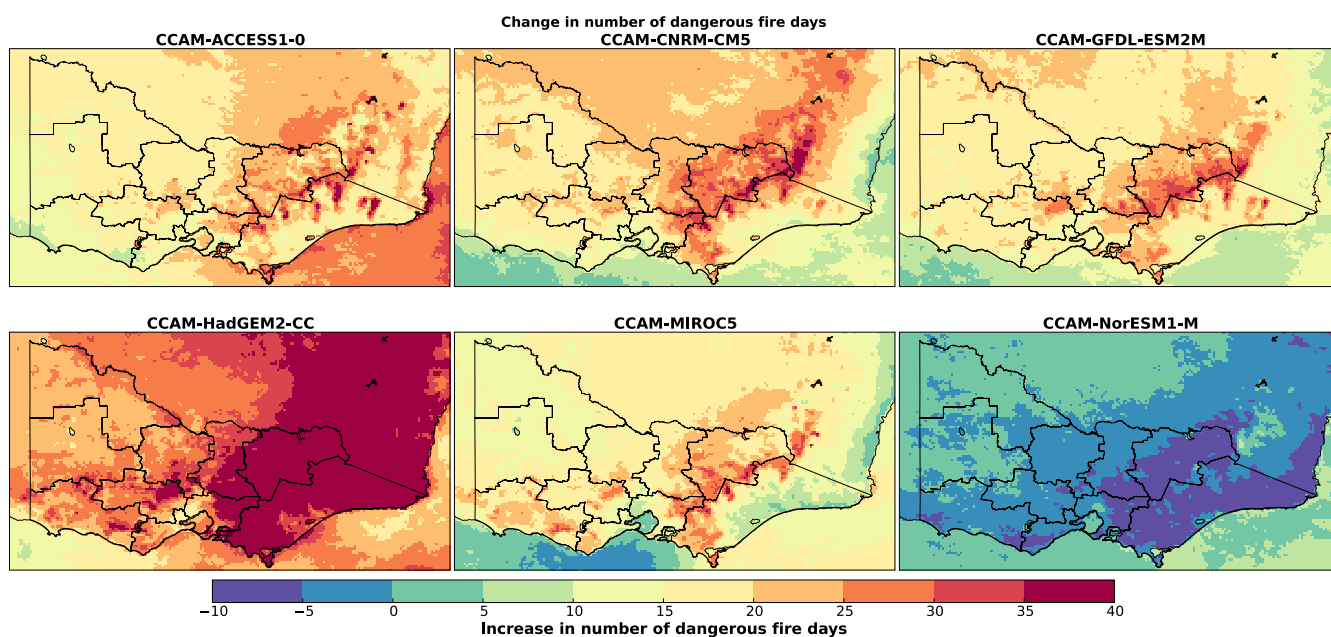 Change in number of dangerous fire days
CCAM-ACCESS1-0 CCAM-CNRM-CM5 CCAM-GFDL-ESM2M
CCAM-HadGEM2-CC CCAM-MIROC5 CCAM-NorESM1-M
−10 −5 0 5 10 15 20 25 30 35 40
Increase in number of dangerous fire days